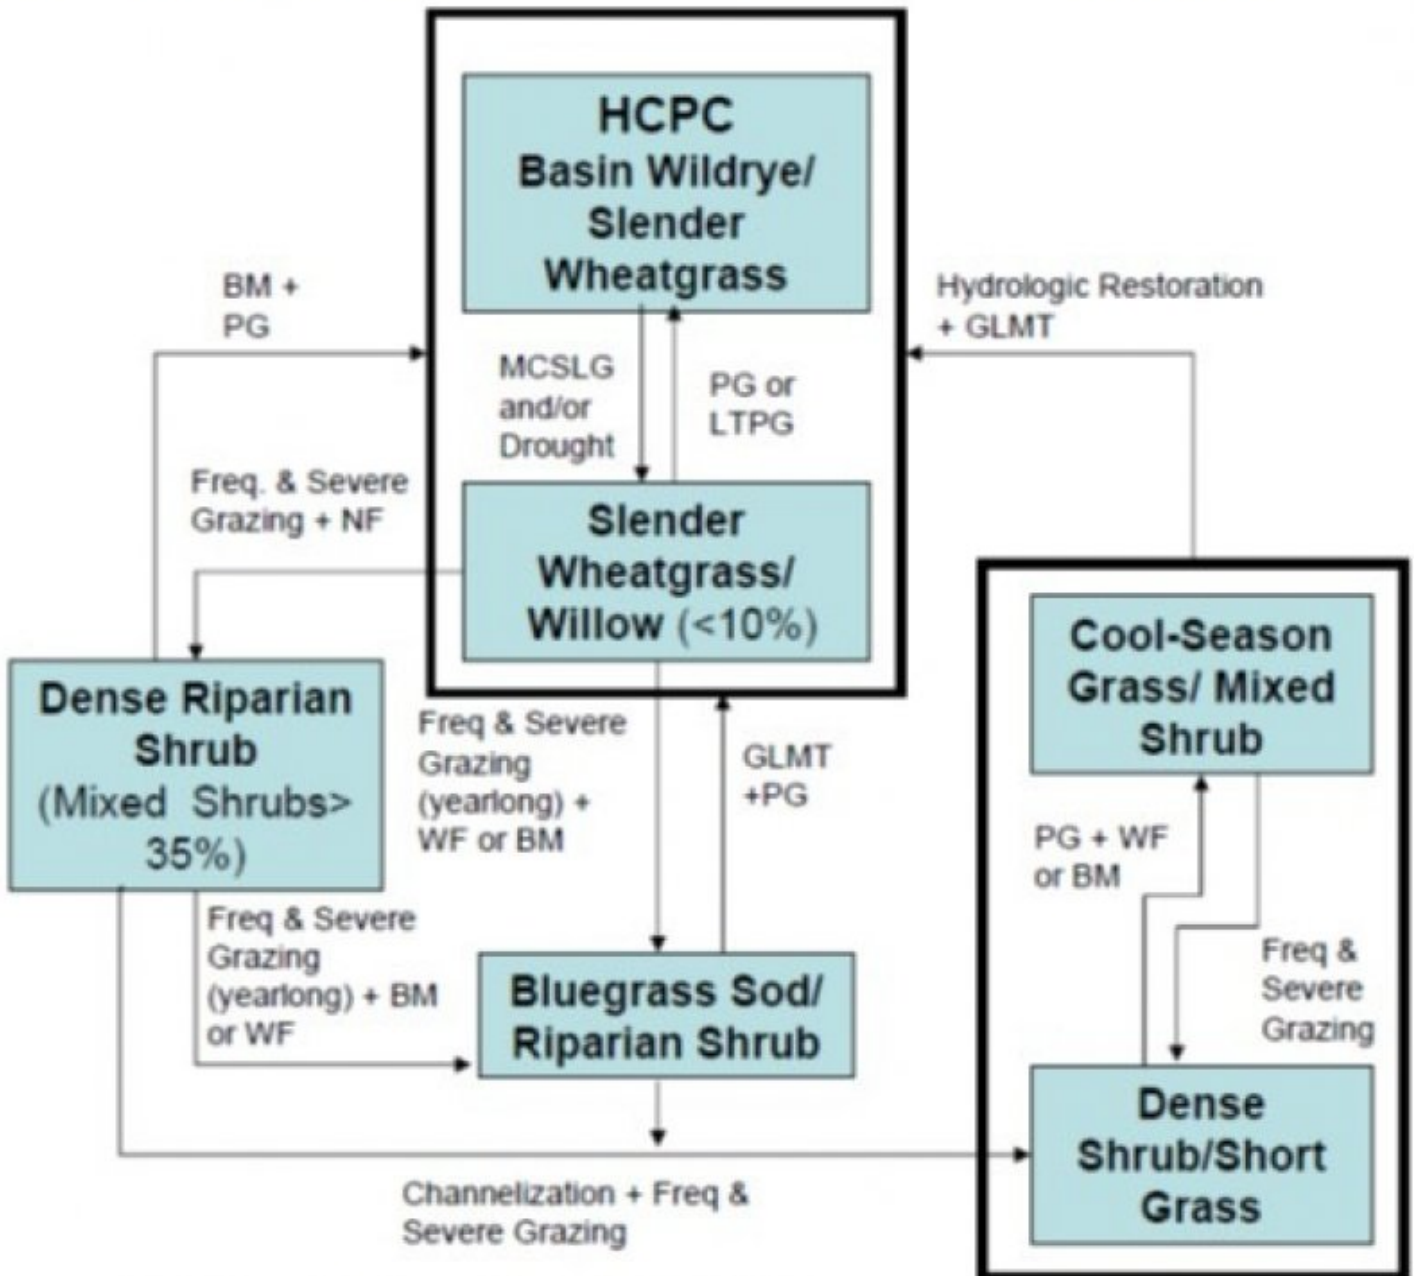 HCPC
Basin Wildrye/
Slender
Wheatgrass
BM +
PG
Hydrologic Restoration
+ GLMT
MCSLG
and/or
Drought
PG or
LTPG
Freq. & Severe
Grazing + NF
Slender
Wheatgrass/
Willow (<10%)
Cool-Season
Grass/ Mixed
Shrub
Dense Riparian
Shrub
(Mixed Shrubs>
35%)
Freq & Severe
Grazing
(yearlong) +
WF or BM
GLMT
+PG
PG + WF
or BM
Freq & Severe
Grazing
(yearlong) + BM
or WF
Freq &
Severe
Grazing
Bluegrass Sod/
Riparian Shrub
Dense
Shrub/Short
Grass
Channelization + Freq &
Severe Grazing